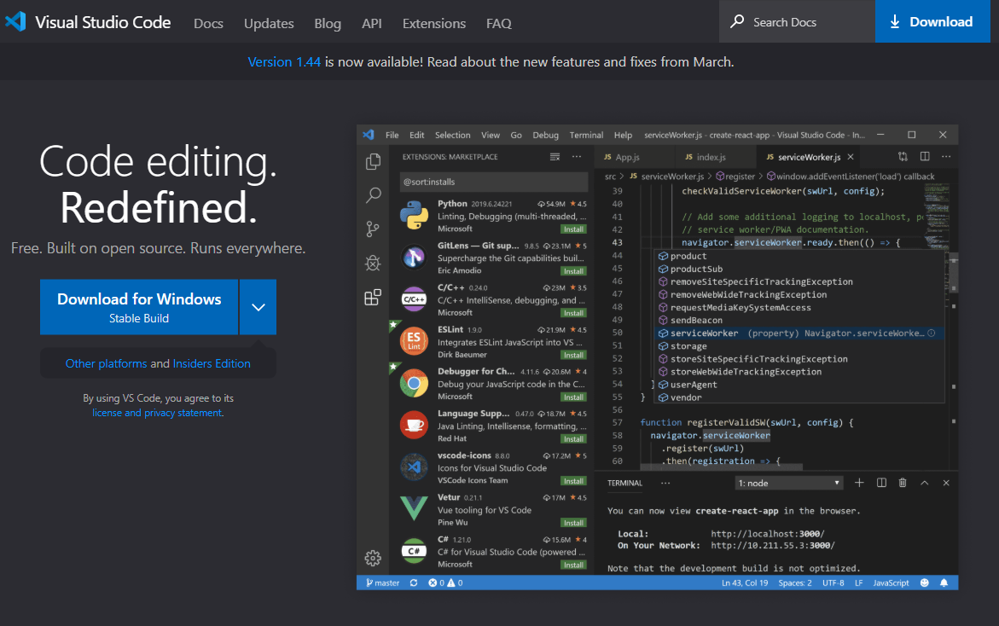 Visual Studio Code Docs Updates Blog API Extensions FAQ Search Docs Download
Version 1.44 is now available! Read about the new features and fixes from March.
Code editing.
Redefined.
Free. Built on open source. Runs everywhere.
Download for Windows
Stable Build
Other platforms and Insiders Edition
By using VS Code, you agree to its
license and privacy statement.
File Edit Selection View Go Debug Terminal Help serviceWorker.js - create-react-app - Visual Studio Code - In...
EXTENSIONS: MARKETPLACE ...
@sort:installs
Python 2019.6.24221 54.9M ★ 4.5
Linting, Debugging (multi-threaded, ...
Microsoft Install
GitLens — Git sup... 9.8.5 23.1M ★ 5
Supercharge the Git capabilities buil...
Eric Amodio Install
C/C++ 0.24.0 23M ★ 3.5
C/C++ IntelliSense, debugging, and ...
Microsoft Install
C/C++
ESLint 1.9.0 21.9M ★ 4.5
Integrates ESLint JavaScript into VS ...
Dirk Baeumer Install
ES
Lint
Debugger for Ch... 4.11.6 20.6M ★ 4
Debug your JavaScript code in the C...
Microsoft Install
Language Supp... 0.47.0 18.7M ★ 4.5
Java Linting, Intellisense, formatting, ...
Red Hat Install
vscode-icons 8.8.0 17.2M ★ 5
Icons for Visual Studio Code
VSCode Icons Team Install
Vetur 0.21.1 17M ★ 4.5
Vue tooling for VS Code
Pine Wu Install
C# 1.21.0 15.6M ★ 4
C# for Visual Studio Code (powered ...
Microsoft Install
C#
JS App.js JS index.js JS serviceWorker.js ...
src > JS serviceWorker.js > register > window.addEventListener('load') callback
39 checkValidServiceWorker(swUrl, config);
40
41 // Add some additional logging to localhost, po
42 // service worker/PWA documentation.
43 navigator.serviceWorker.ready.then(() => {
44 product
45 productSub
46 removeSiteSpecificTrackingException
47 removeWebWideTrackingException
48 requestMediaKeySystemAccess
49 sendBeacon
50 serviceWorker (property) Navigator.serviceWorke...
51 storage
52 storeSiteSpecificTrackingException
53 storeWebWideTrackingException
54 } userAgent
55 } vendor
56
57 function registerValidSW(swUrl, config) {
58 navigator.serviceWorker
59 .register(swUrl)
60 .then(registration => {
TERMINAL ... 1: node
You can now view create-react-app in the browser.
Local: http://localhost:3000/
On Your Network: http://10.211.55.3:3000/
Note that the development build is not optimized.
master 0 0 Ln 43, Col 19 Spaces: 2 UTF-8 LF JavaScript